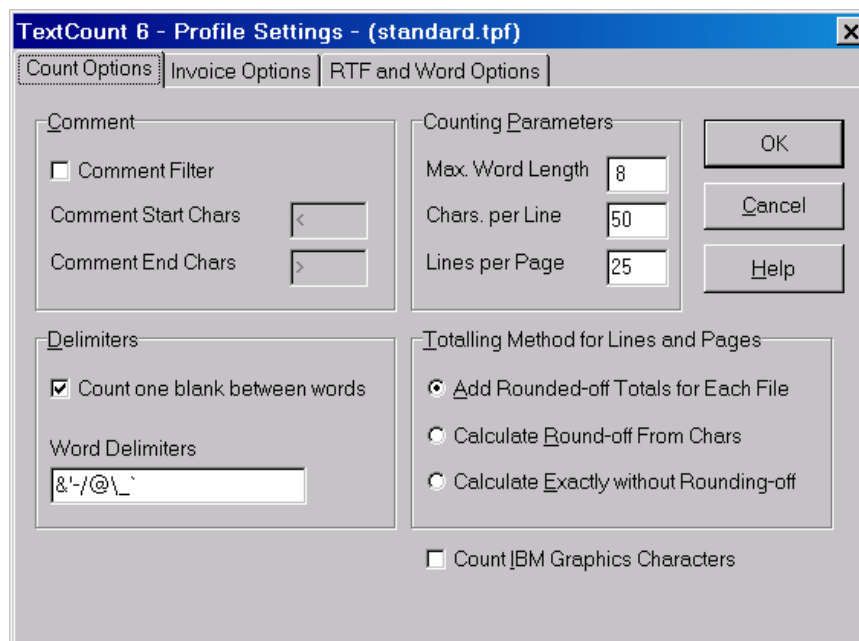 TextCount 6 - Profile Settings - (standard.tpf)
Count Options
Invoice Options
RTF and Word Options
Comment
Comment Filter
Comment Start Chars
<
Comment End Chars
>
Counting Parameters
Max. Word Length
8
Chars. per Line
50
Lines per Page
25
OK
Cancel
Help
Delimiters
Count one blank between words
Word Delimiters
&'-/@\_`
Totalling Method for Lines and Pages
Add Rounded-off Totals for Each File
Calculate Round-off From Chars
Calculate Exactly without Rounding-off
Count IBM Graphics Characters